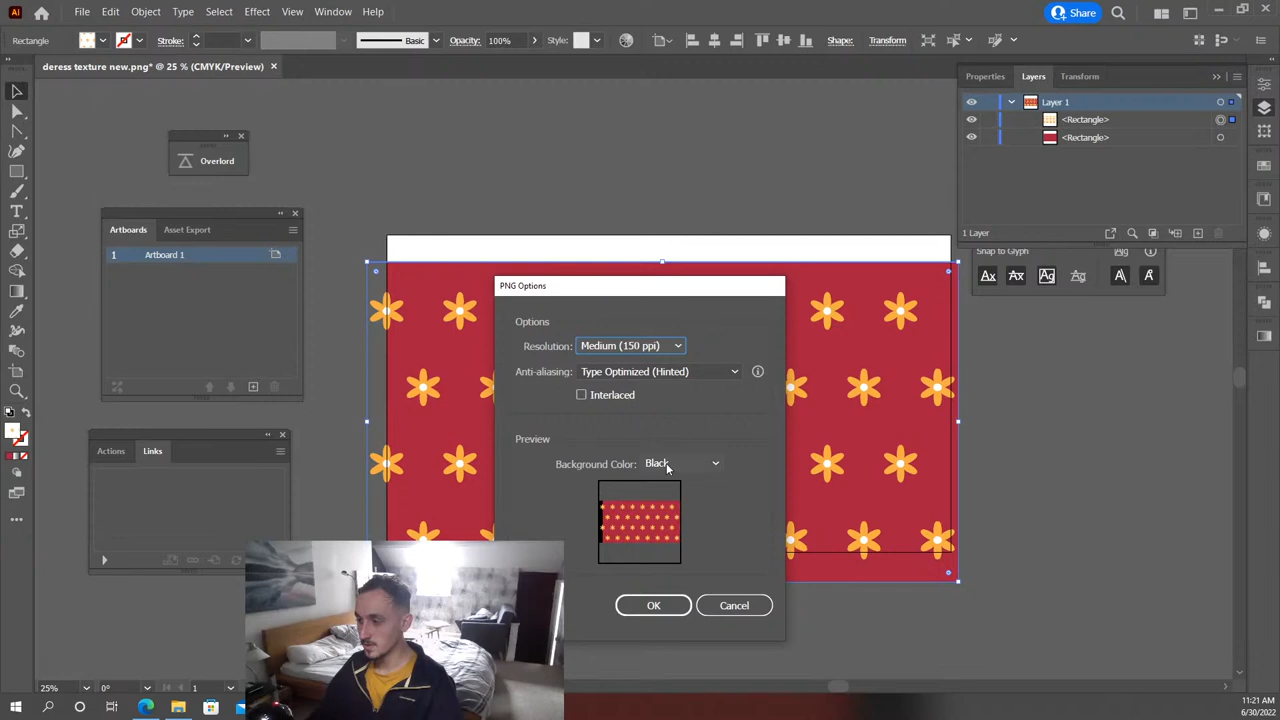 Ai File Edit Object Type Select Effect View Window Help Share
Rectangle Stroke: Basic Opacity: 100% Style: Shape: Transform
deress texture new.png* @ 25 % (CMYK/Preview)
Properties Layers Transform
Layer 1
<Rectangle>
<Rectangle>
1 Layer
Snap to Glyph
Overlord
Artboards Asset Export
1 Artboard 1
PNG Options
Options
Resolution: Medium (150 ppi)
Anti-aliasing: Type Optimized (Hinted)
Interlaced
Preview
Background Color: Black
OK Cancel
Actions Links
25% 0° 1
11:21 AM
6/30/2022